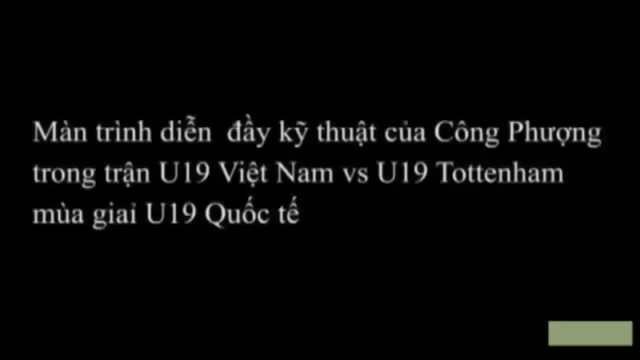 Màn trình diễn đầy kỹ thuật của Công Phượng
trong trận U19 Việt Nam vs U19 Tottenham
mùa giải U19 Quốc tế